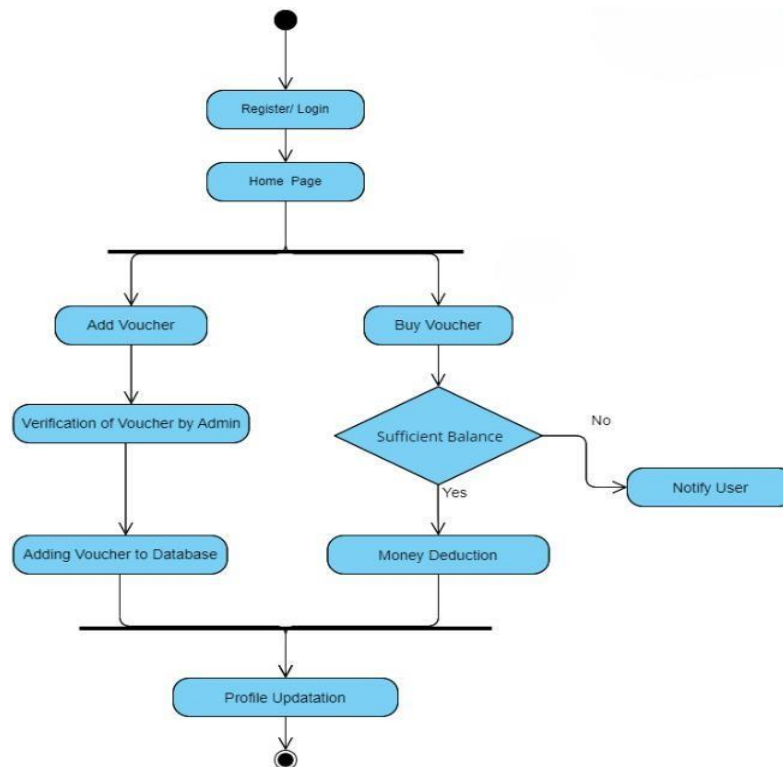 Register/ Login
Home Page
Add Voucher
Buy Voucher
Verification of Voucher by Admin
Sufficient Balance
No
Notify User
Yes
Adding Voucher to Database
Money Deduction
Profile Updatation